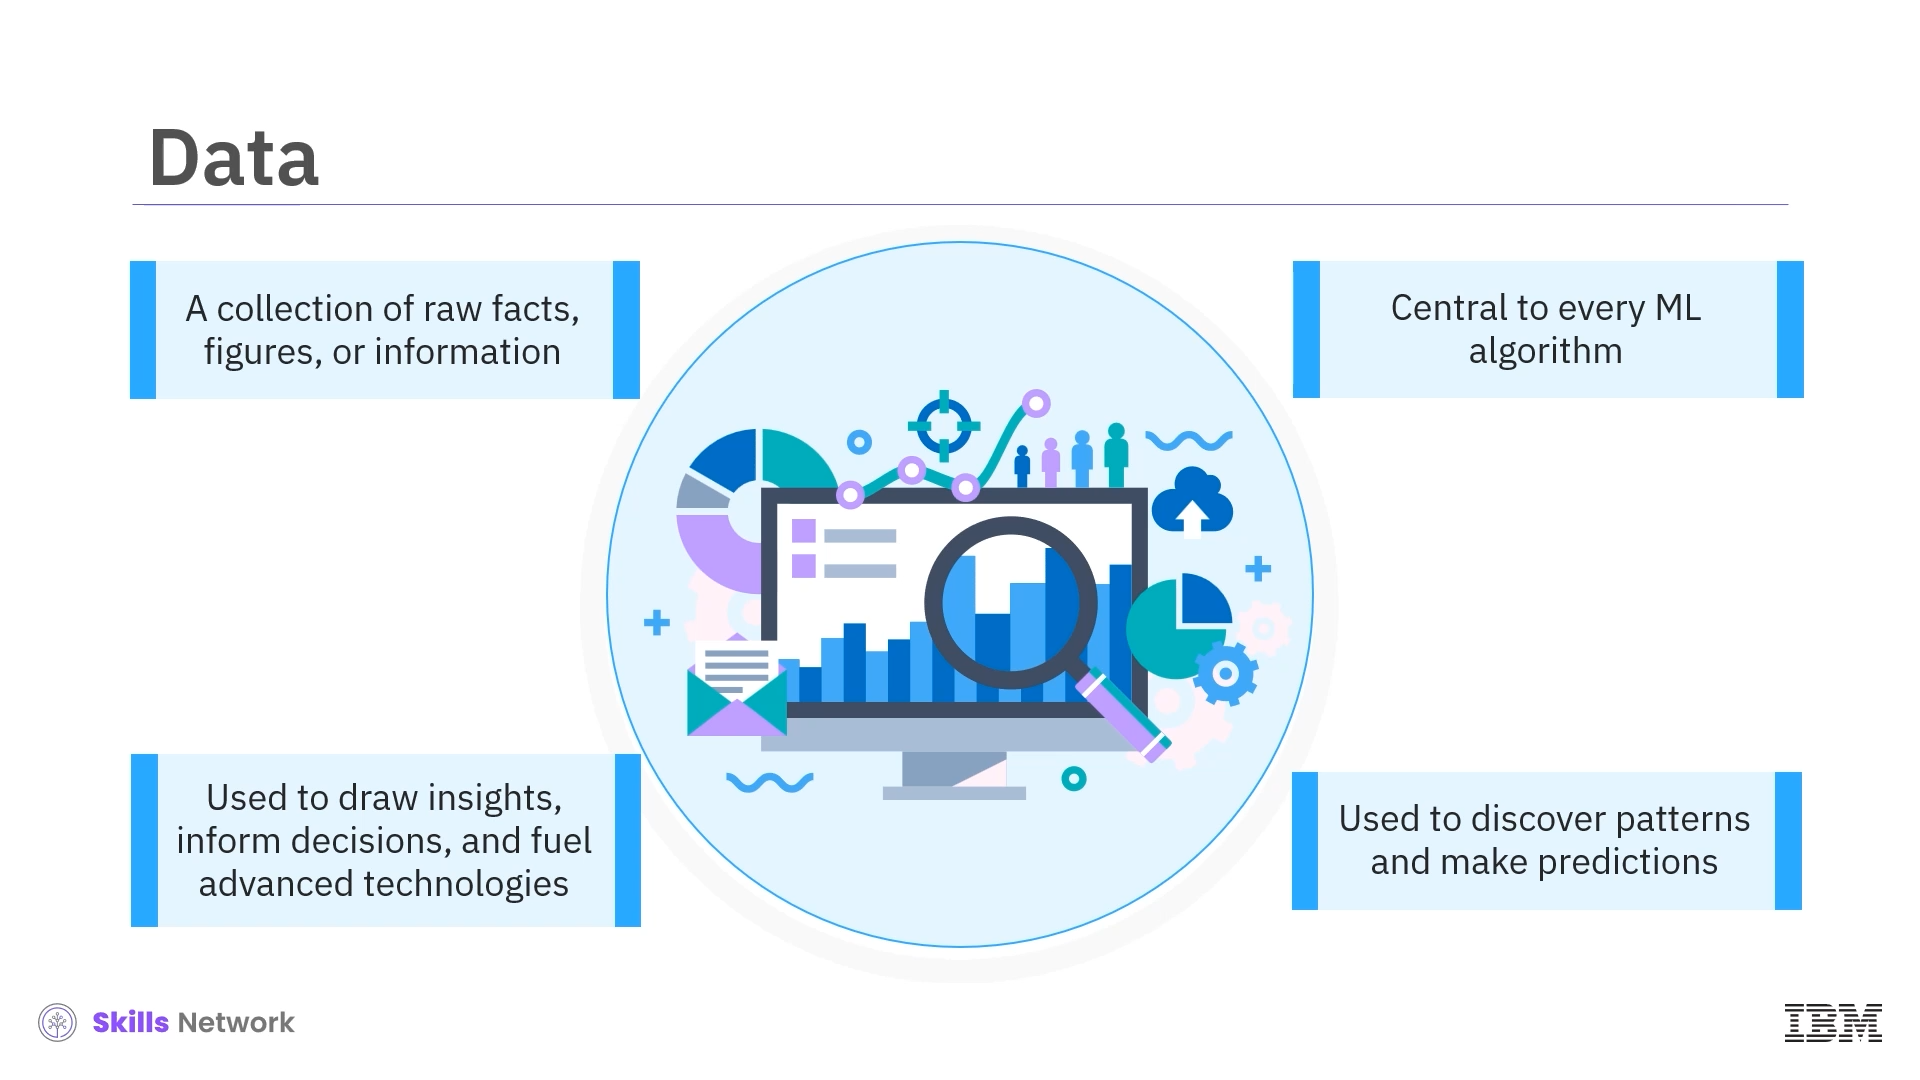 Data
A collection of raw facts,
figures, or information
Central to every ML
algorithm
Used to draw insights,
inform decisions, and fuel
advanced technologies
Used to discover patterns
and make predictions
Skills Network
IBM